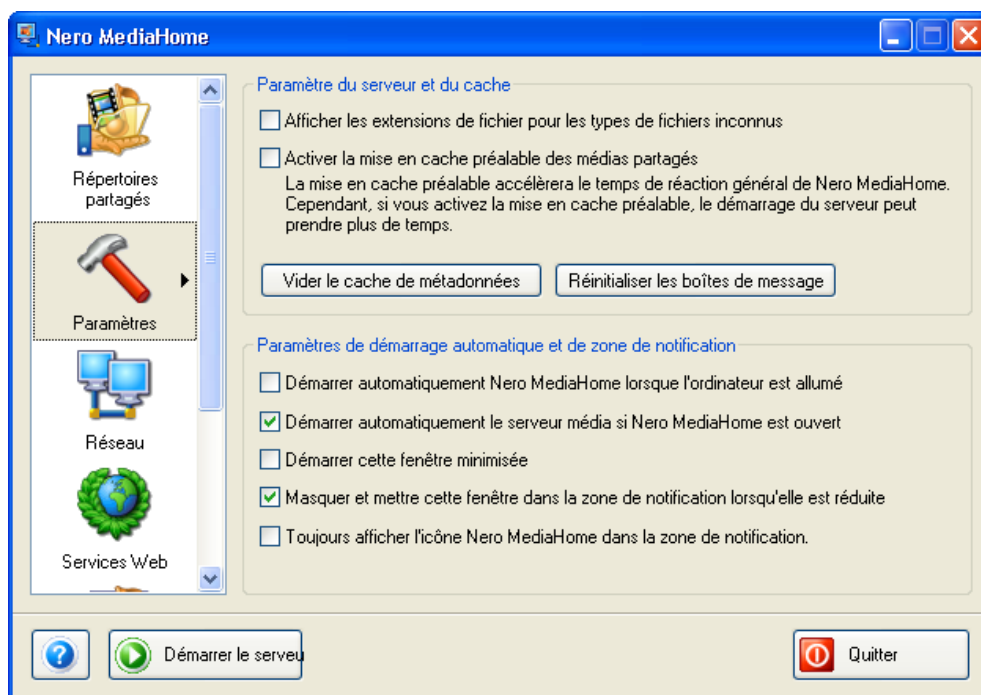 Nero MediaHome
Répertoires
partagés
Paramètres
Réseau
Services Web
Paramètre du serveur et du cache
Afficher les extensions de fichier pour les types de fichiers inconnus
Activer la mise en cache préalable des médias partagés
La mise en cache préalable accélèrera le temps de réaction général de Nero MediaHome.
Cependant, si vous activez la mise en cache préalable, le démarrage du serveur peut
prendre plus de temps.
Vider le cache de métadonnées
Réinitialiser les boîtes de message
Paramètres de démarrage automatique et de zone de notification
Démarrer automatiquement Nero MediaHome lorsque l'ordinateur est allumé
Démarrer automatiquement le serveur média si Nero MediaHome est ouvert
Démarrer cette fenêtre minimisée
Masquer et mettre cette fenêtre dans la zone de notification lorsqu'elle est réduite
Toujours afficher l'icône Nero MediaHome dans la zone de notification.
Démarrer le serveu
Quitter